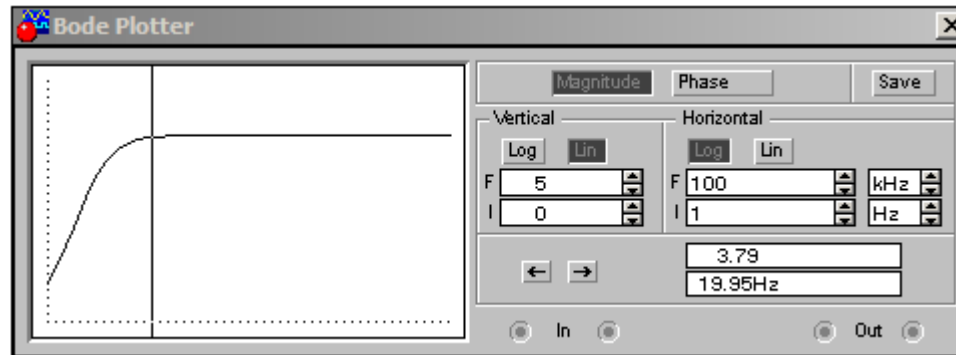 Bode Plotter
Magnitude Phase Save
Vertical Horizontal
Log Lin Log Lin
F 5 F 100 kHz
I 0 I 1 Hz
← → 3.79
19.95Hz
In Out